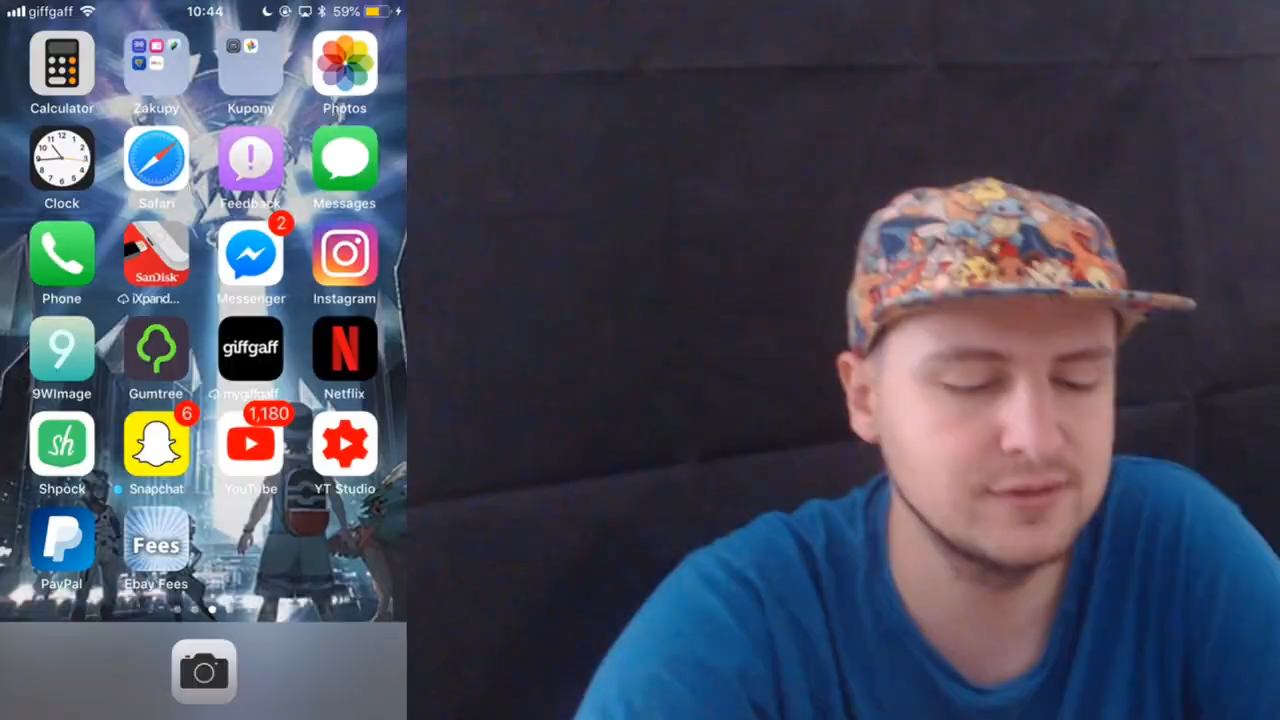 giffgaff 10:44 59%
Calculator Zakupy Kupony Photos
Clock Safari Feedback Messages
SanDisk 2
Phone iXpand... Messenger Instagram
9 giffgaff N
9WImage Gumtree mygiffgaff Netflix
sh 6 1,180
Shpock Snapchat YouTube YT Studio
P Fees
PayPal Ebay Fees